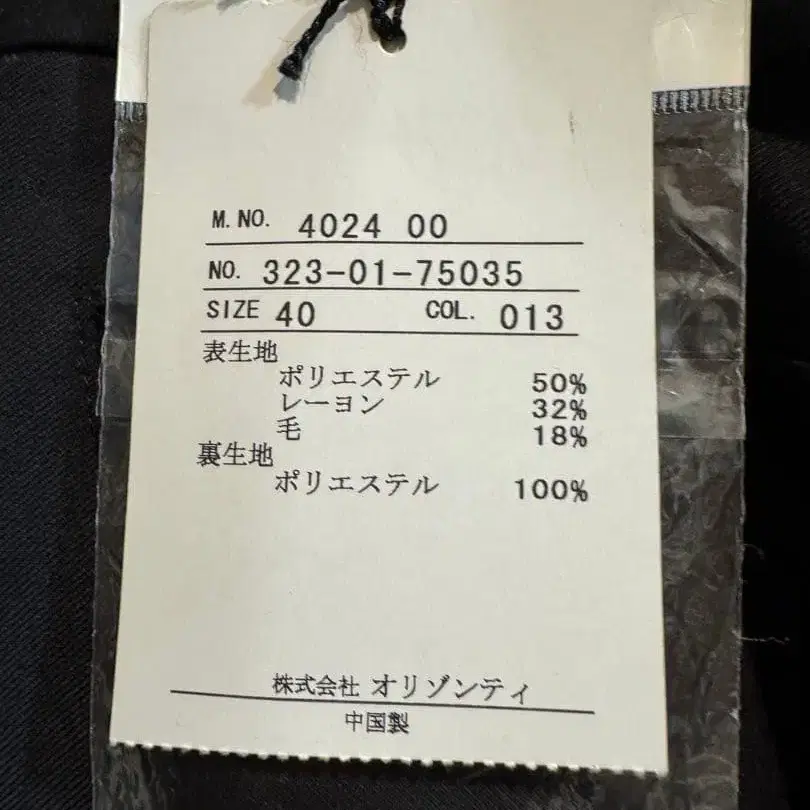 M.NO. 4024 00
NO. 323-01-75035
SIZE 40 COL. 013
表生地
ポリエステル 50%
レーヨン 32%
毛 18%
裏生地
ポリエステル 100%
株式会社 オリゾンティ
中国製